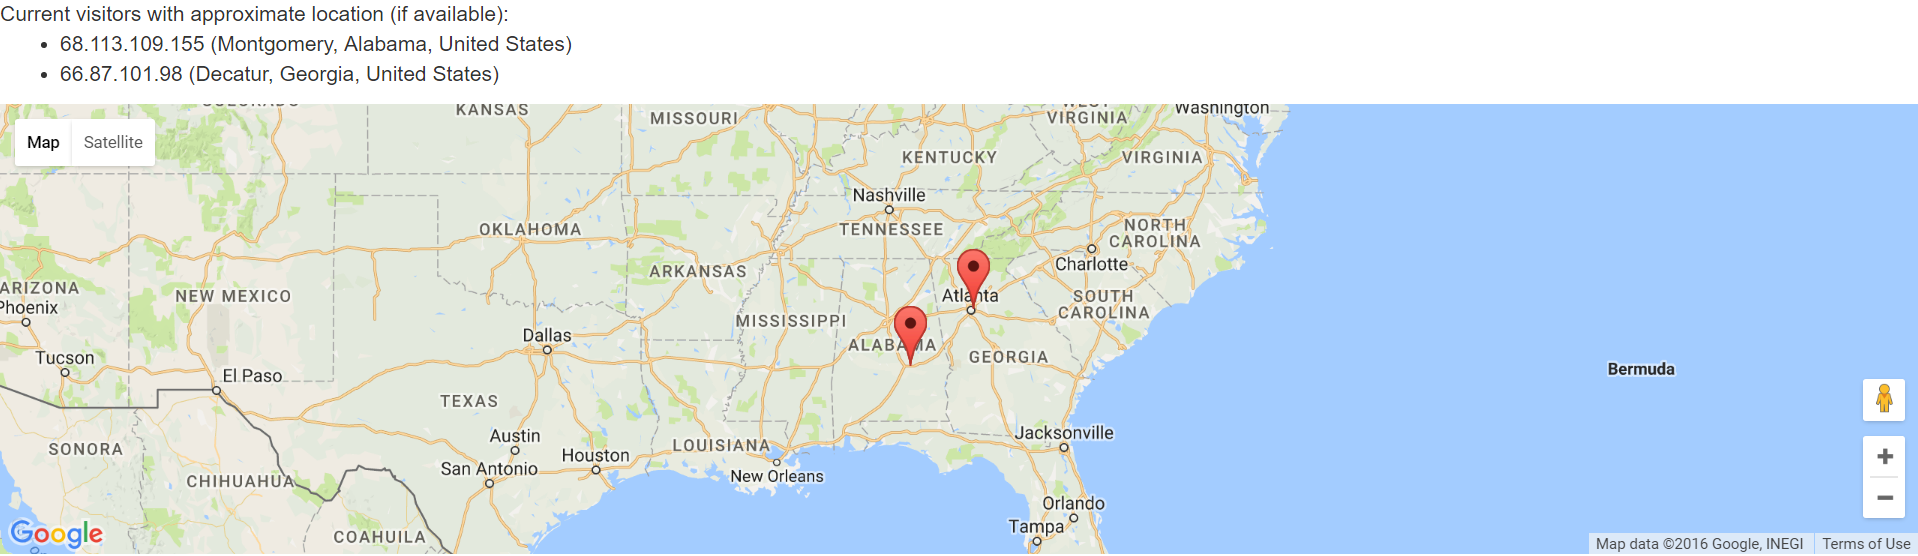 Current visitors with approximate location (if available):
• 68.113.109.155 (Montgomery, Alabama, United States)
• 66.87.101.98 (Decatur, Georgia, United States)
COLORADO
KANSAS
MISSOURI
WEST
VIRGINIA
Washington
Map
Satellite
KENTUCKY
VIRGINIA
Nashville
OKLAHOMA
TENNESSEE
NORTH
CAROLINA
ARKANSAS
Charlotte
ARIZONA
Phoenix
NEW MEXICO
Atlanta
SOUTH
CAROLINA
MISSISSIPPI
Dallas
ALABAMA
GEORGIA
Tucson
El Paso
Bermuda
TEXAS
SONORA
Austin
Houston
LOUISIANA
Jacksonville
San Antonio
New Orleans
CHIHUAHUA
Orlando
Tampa
Google
COAHUILA
Map data ©2016 Google, INEGI
Terms of Use